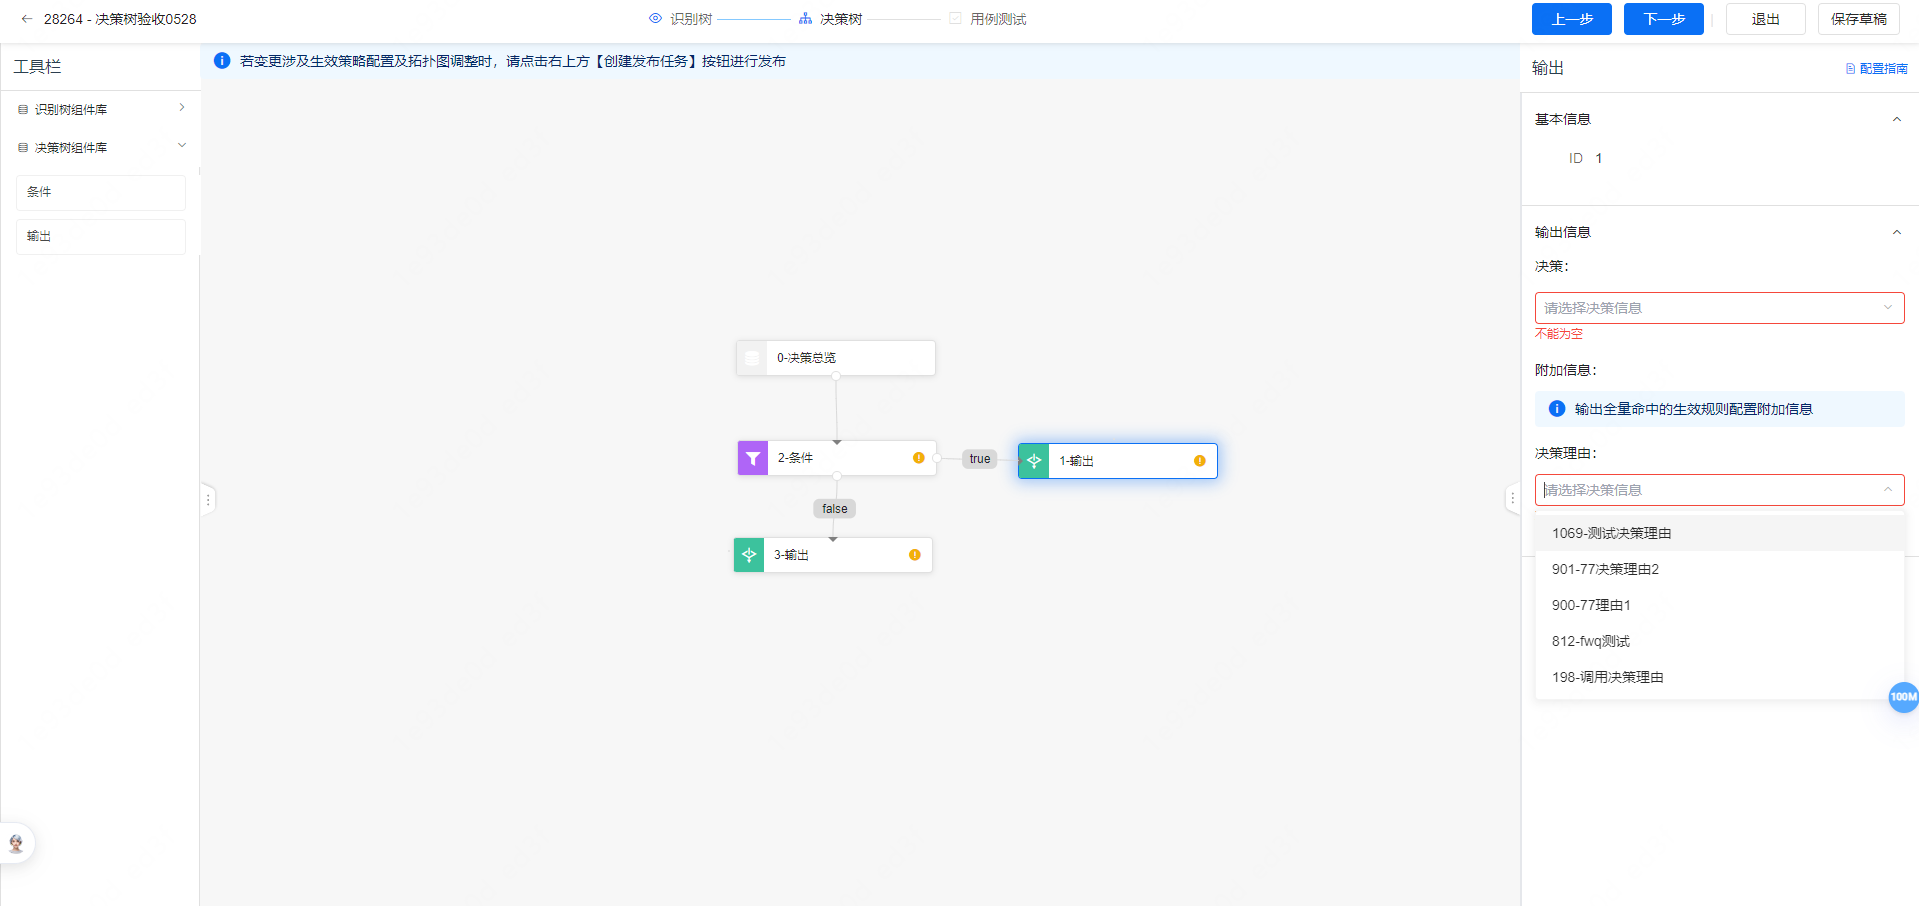 28264 - 决策树验收0528
识别树
决策树
用例测试
上一步
下一步
退出
保存草稿
工具栏
识别树组件库
决策树组件库
条件
输出
若变更涉及生效策略配置及拓扑图调整时，请点击右上方【创建发布任务】按钮进行发布
0-决策总览
2-条件
true
1-输出
false
3-输出
输出
配置指南
基本信息
ID 1
输出信息
决策：
请选择决策信息
不能为空
附加信息：
输出全量命中的生效规则配置附加信息
决策理由：
请选择决策信息
1069-测试决策理由
901-77决策理由2
900-77理由1
812-fwq测试
198-调用决策理由
100M